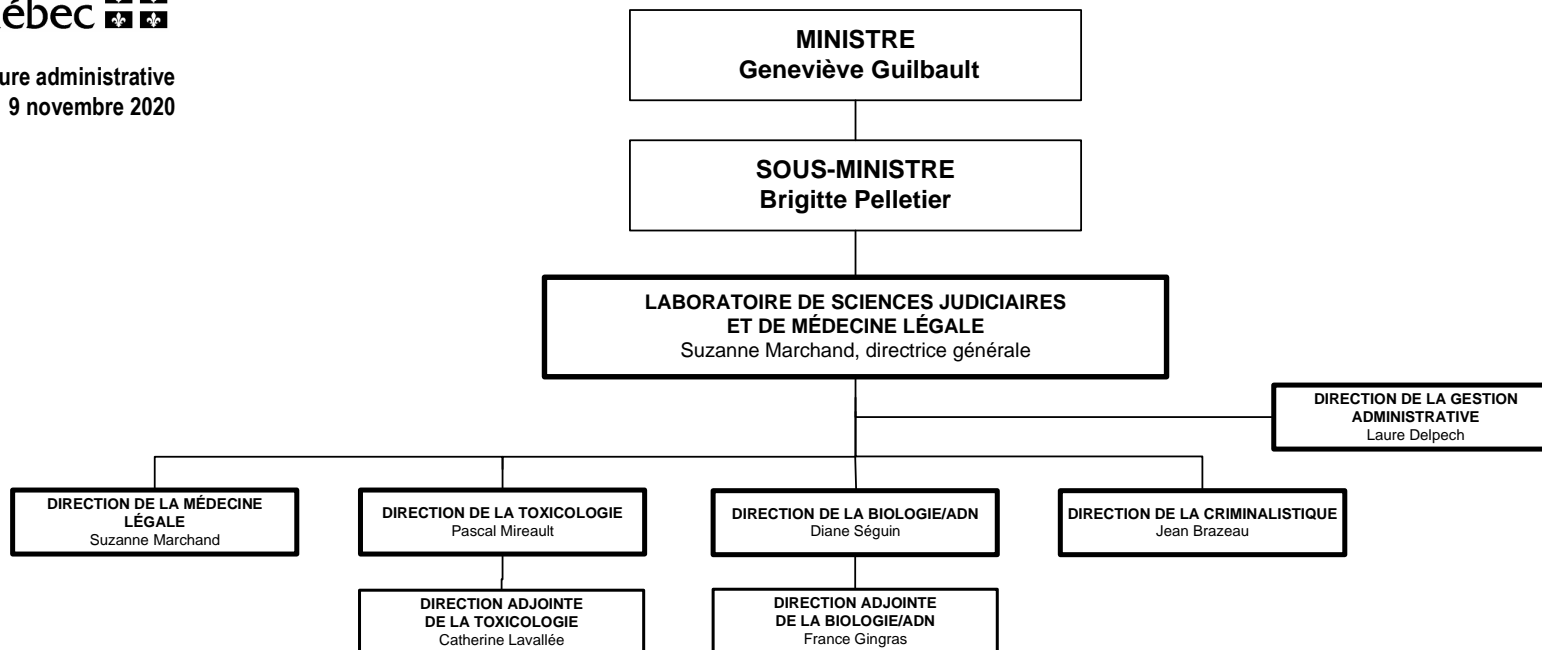 ébec
ure administrative
9 novembre 2020
MINISTRE
Geneviève Guilbault
SOUS-MINISTRE
Brigitte Pelletier
LABORATOIRE DE SCIENCES JUDICIAIRES
ET DE MÉDECINE LÉGALE
Suzanne Marchand, directrice générale
DIRECTION DE LA GESTION
ADMINISTRATIVE
Laure Delpech
DIRECTION DE LA MÉDECINE
LÉGALE
Suzanne Marchand
DIRECTION DE LA TOXICOLOGIE
Pascal Mireault
DIRECTION DE LA BIOLOGIE/ADN
Diane Séguin
DIRECTION DE LA CRIMINALISTIQUE
Jean Brazeau
DIRECTION ADJOINTE
DE LA TOXICOLOGIE
Catherine Lavallée
DIRECTION ADJOINTE
DE LA BIOLOGIE/ADN
France Gingras